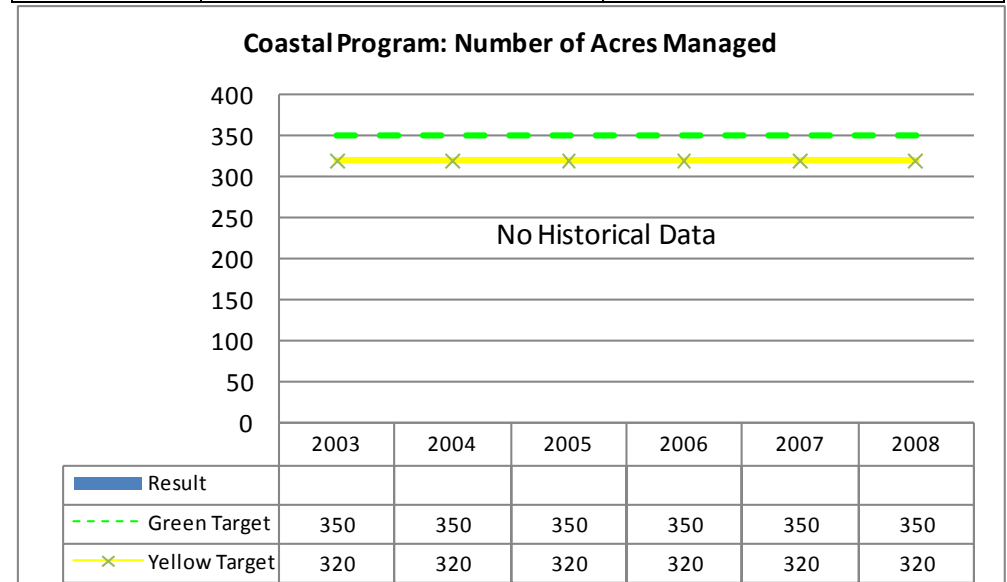 Coastal Program: Number of Acres Managed
400
350
300
250
200
150
100
50
0
No Historical Data
2003 2004 2005 2006 2007 2008
Result
Green Target 350 350 350 350 350 350
Yellow Target 320 320 320 320 320 320